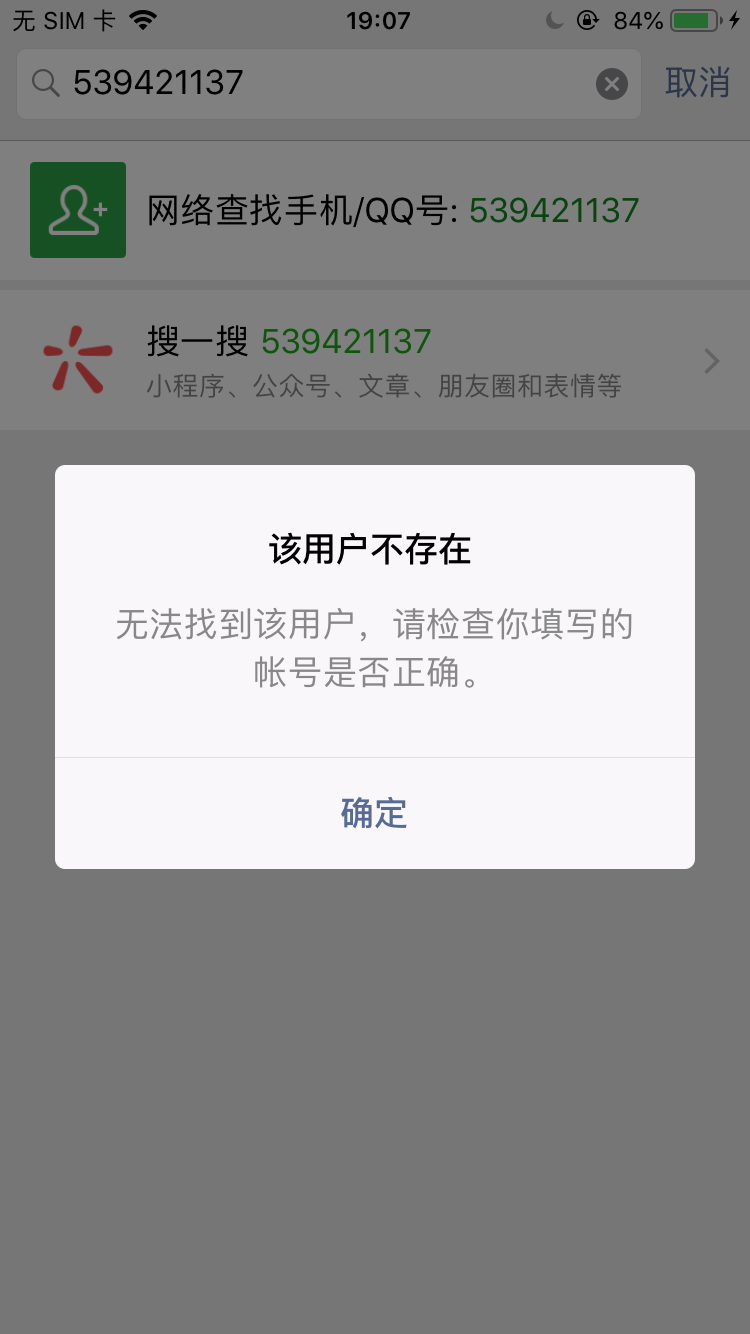 无 SIM 卡 19:07 84%
539421137 取消
网络查找手机/QQ号: 539421137
搜一搜 539421137
小程序、公众号、文章、朋友圈和表情等
该用户不存在
无法找到该用户，请检查你填写的
帐号是否正确。
确定